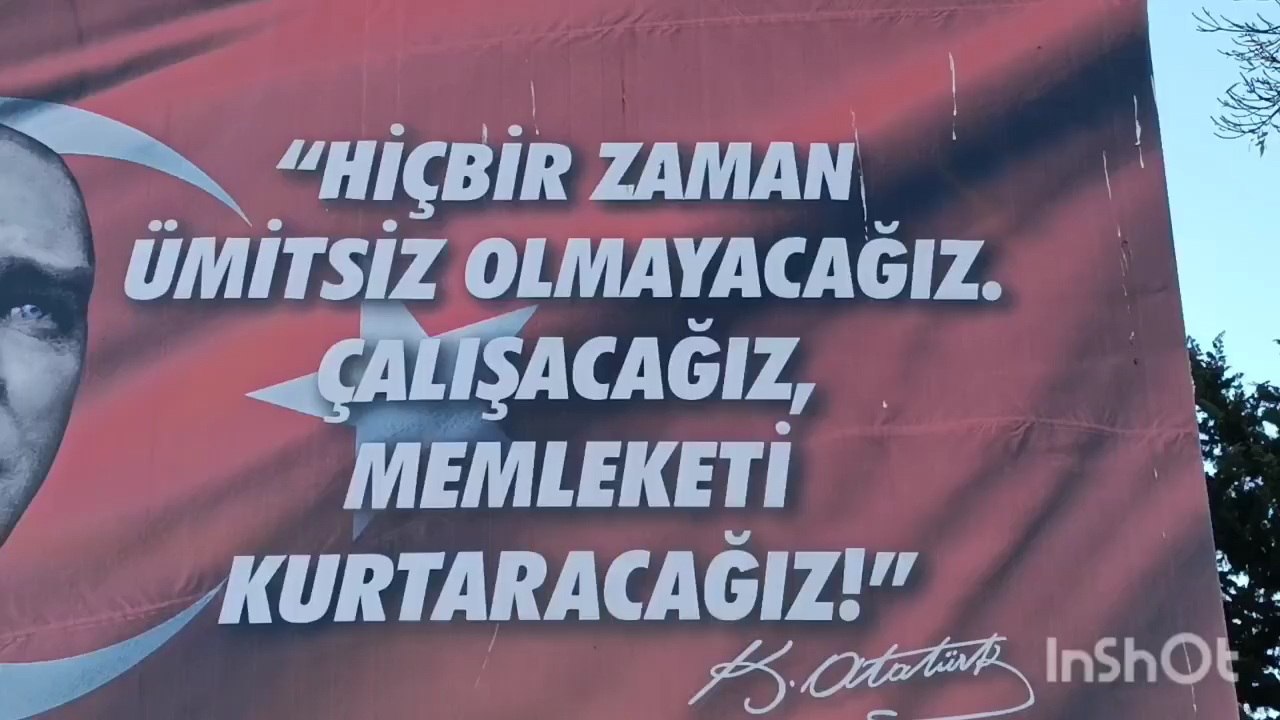 “HİÇBİR ZAMAN
ÜMİTSİZ OLMAYACAĞIZ.
ÇALIŞACAĞIZ,
MEMLEKETİ
KURTARACAĞIZ!”
K. Atatürk
InShOt